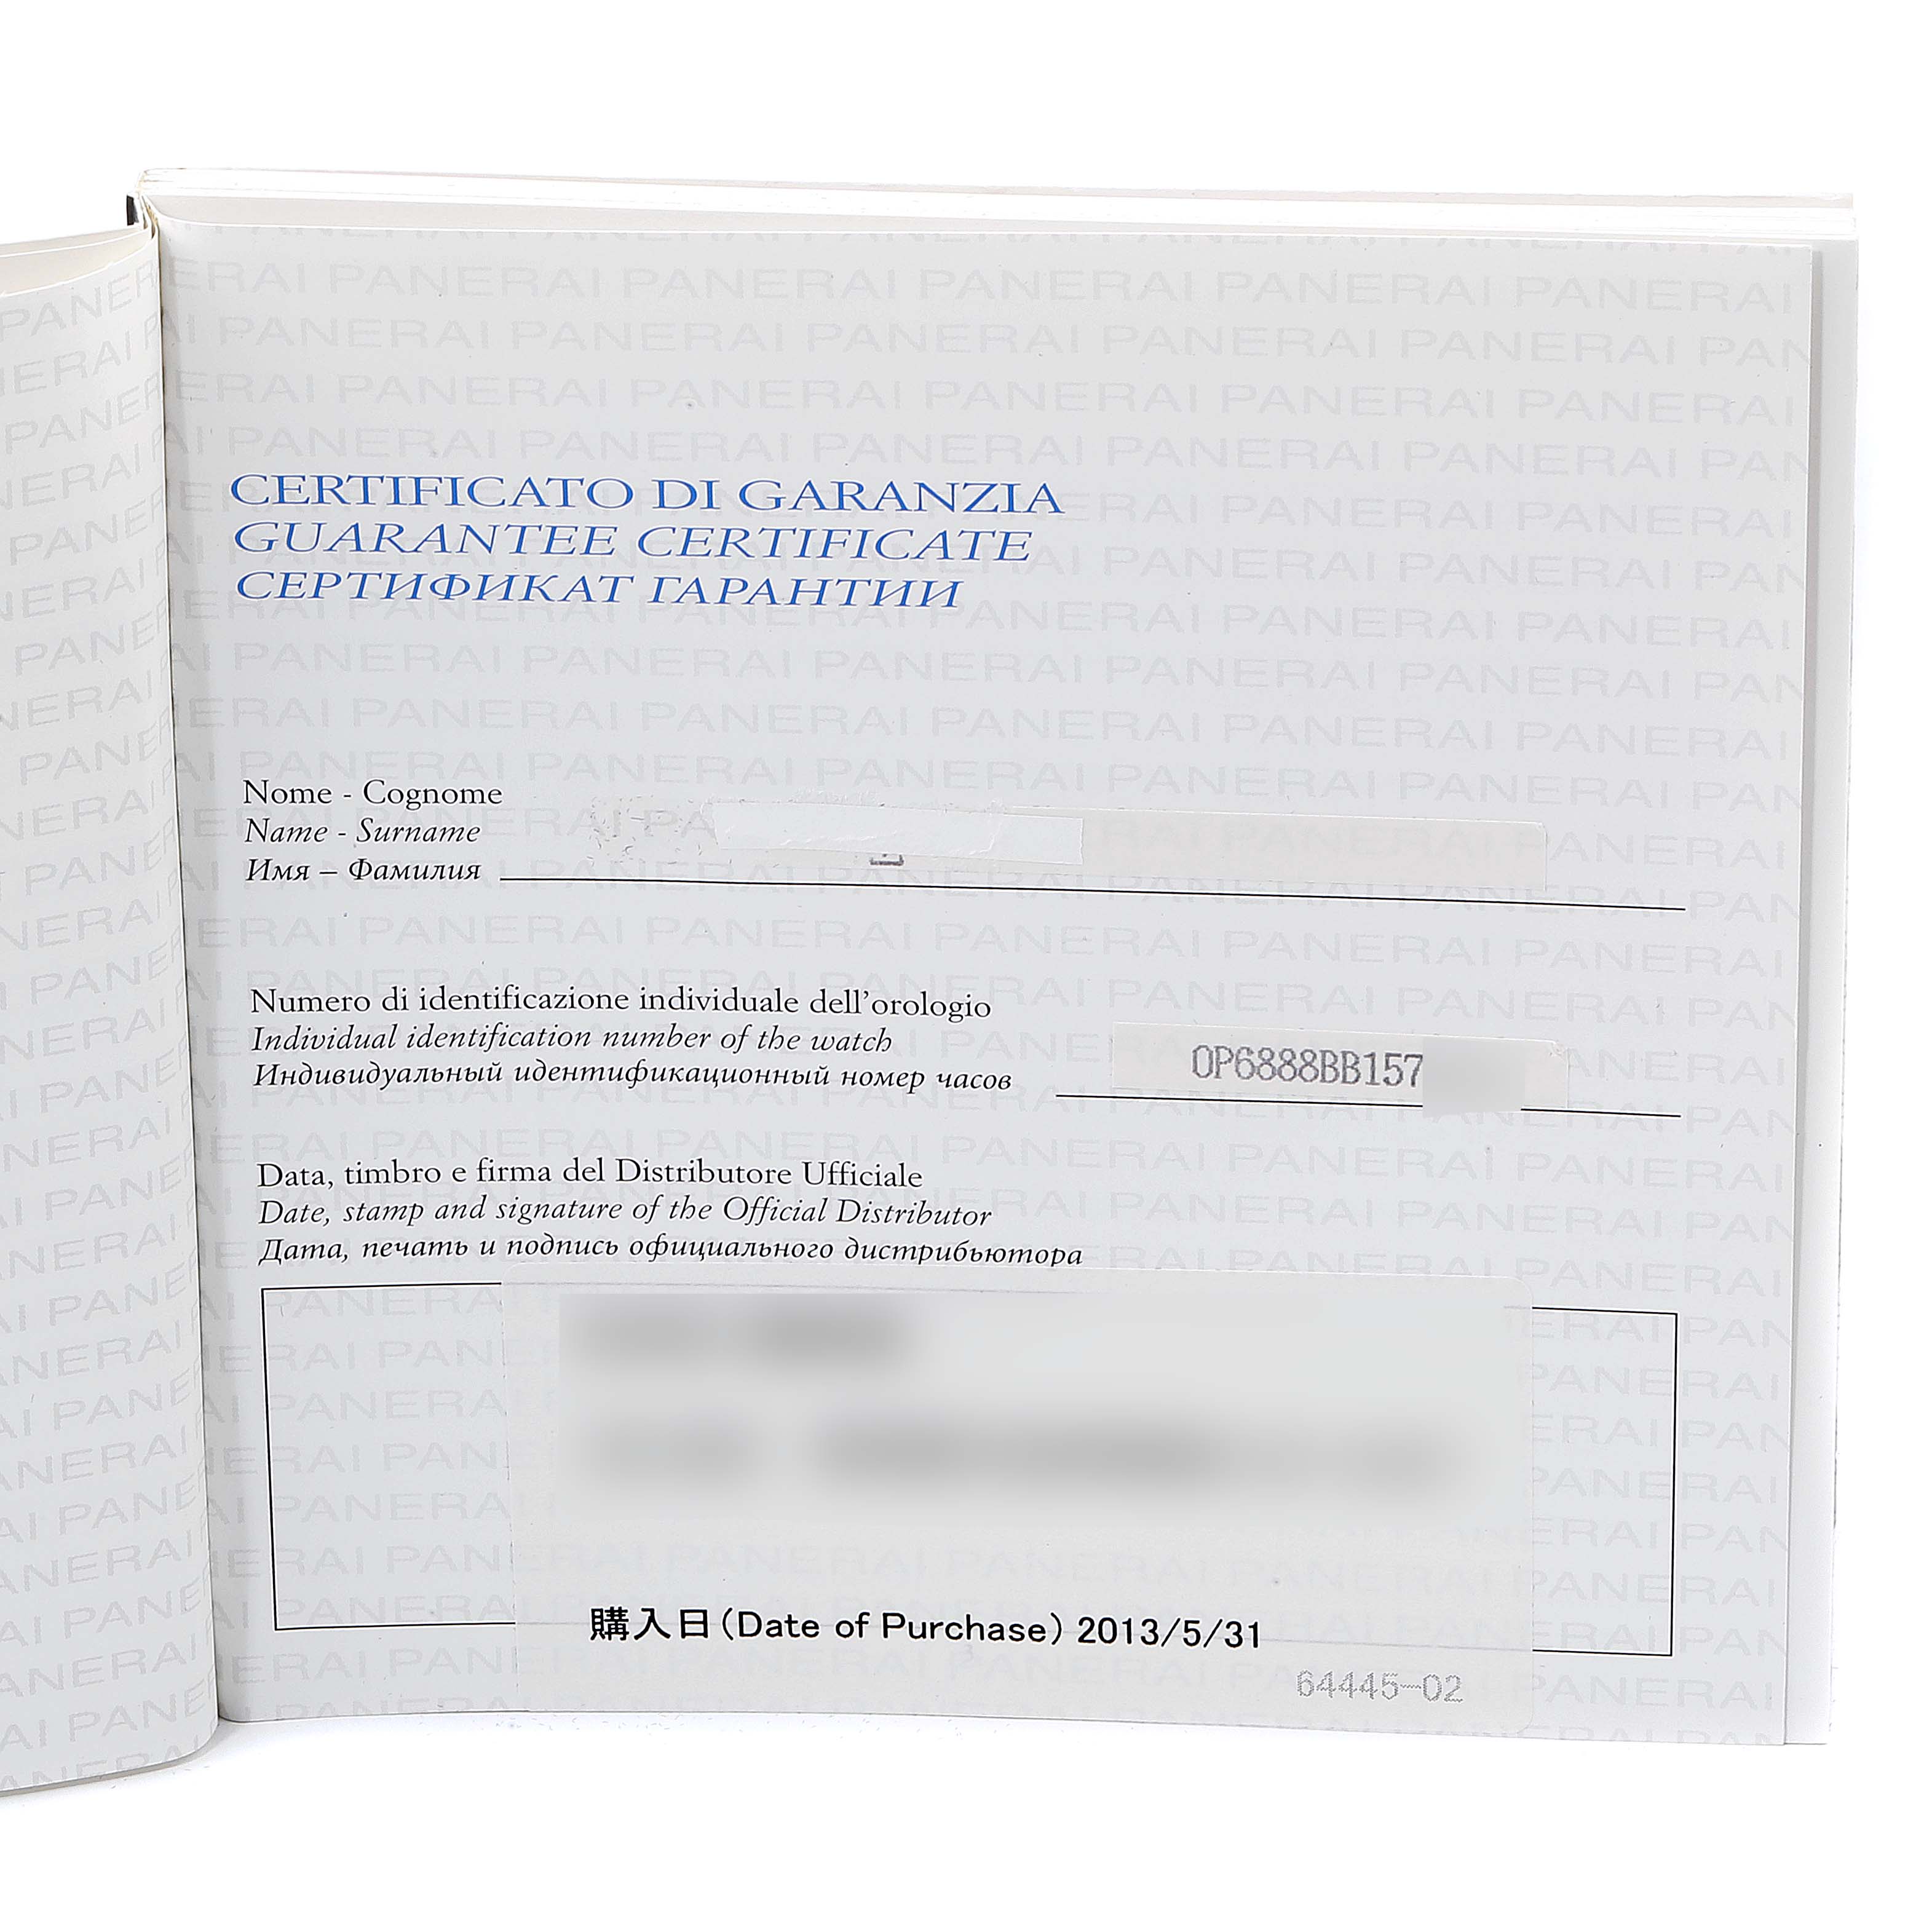 CERTIFICATO DI GARANZIA
GUARANTEE CERTIFICATE
СЕРТИФИКАТ ГАРАНТИИ
Nome - Cognome
Name - Surname
Имя – Фамилия
Numero di identificazione individuale dell'orologio
Individual identification number of the watch
Индивидуальный идентификационный номер часов
OP6888BB157
Data, timbro e firma del Distributore Ufficiale
Date, stamp and signature of the Official Distributor
Дата, печать и подпись официального дистрибьютора
購入日(Date of Purchase) 2013/5/31
64445-02